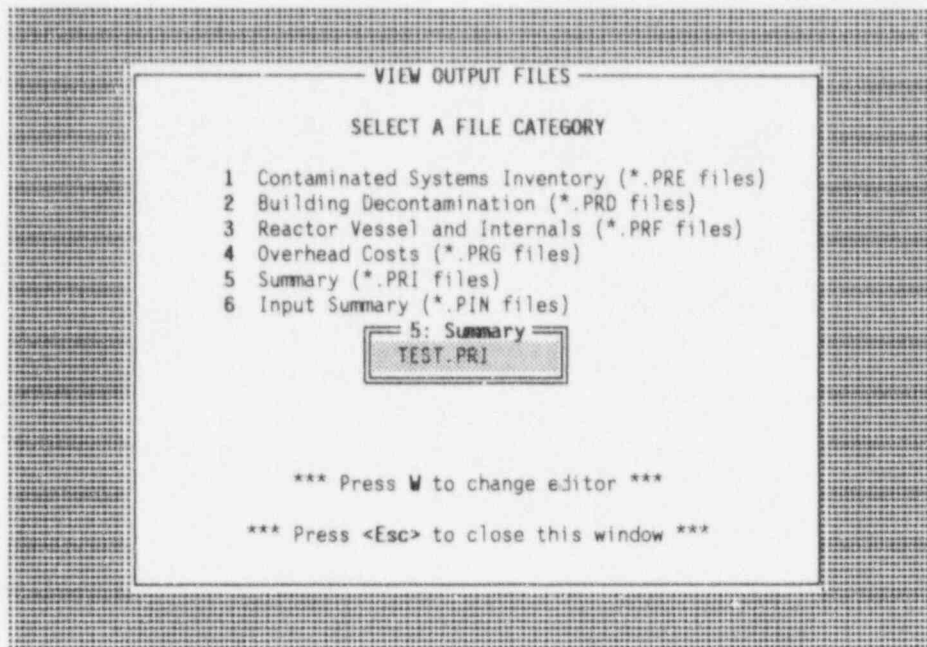 VIEW OUTPUT FILES
SELECT A FILE CATEGORY
1 Contaminated Systems Inventory (*.PRE files)
2 Building Decontamination (*.PRD files)
3 Reactor Vessel and Internals (*.PRF files)
4 Overhead Costs (*.PRG files)
5 Summary (*.PRI files)
6 Input Summary (*.PIN files)
5: Summary
TEST.PRI
*** Press W to change editor ***
*** Press <Esc> to close this window ***